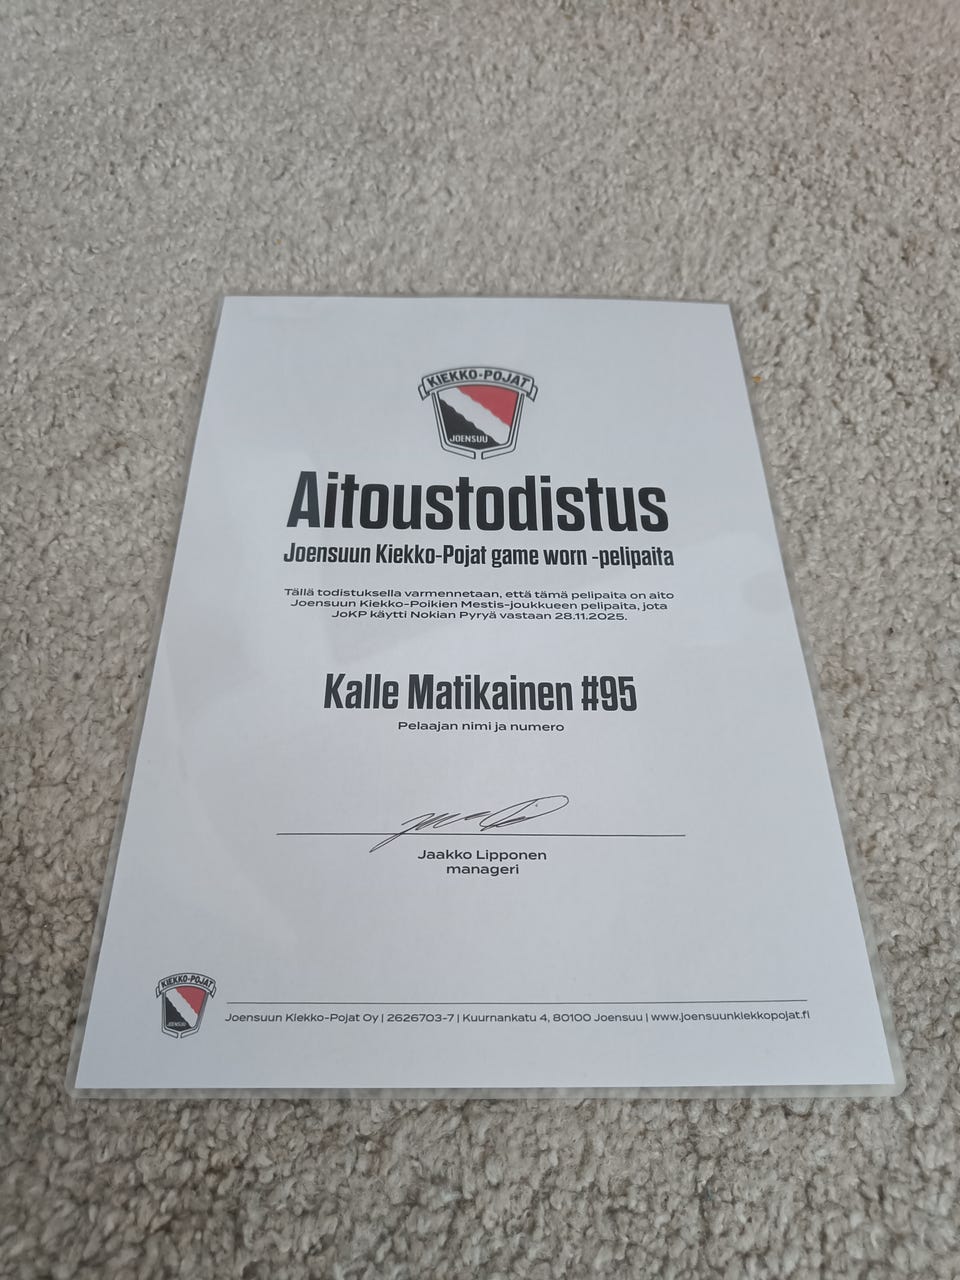 KIEKKO-POJAT
JOENSUU
Aitoustodistus
Joensuun Kiekko-Pojat game worn -pelipaita
Tällä todistuksella varmennetaan, että tämä pelipaita on aito
Joensuun Kiekko-Poikien Mestis-joukkueen pelipaita, jota
JoKP käytti Nokian Pyryä vastaan 28.11.2025.
Kalle Matikainen #95
Pelaajan nimi ja numero
Jaakko Lipponen
manageri
KIEKKO-POJAT
JOENSUU
Joensuun Kiekko-Pojat Oy | 2626703-7 | Kuurnankatu 4, 80100 Joensuu | www.joensuunkiekkopojat.fi